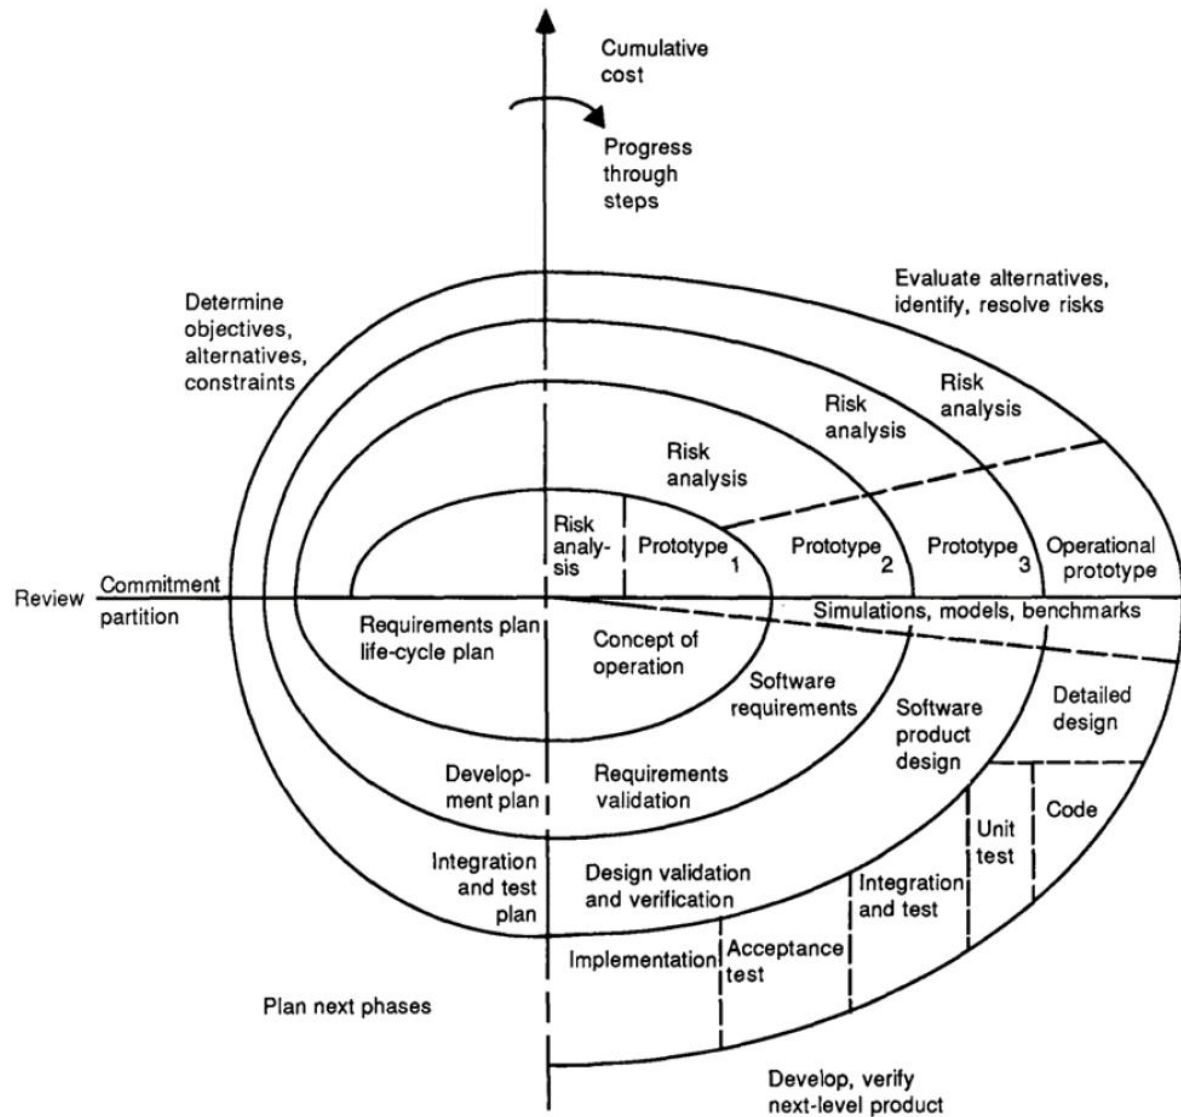 Cumulative
cost
Progress
through
steps
Determine
objectives,
alternatives,
constraints
Evaluate alternatives,
identify, resolve risks
Risk
analysis
Risk
analysis
Risk
analysis
Risk
analy-
sis
Prototype 1
Prototype 2
Prototype 3
Operational
prototype
Review
Commitment
partition
Simulations, models, benchmarks
Requirements plan
life-cycle plan
Concept of
operation
Software
requirements
Software
product
design
Detailed
design
Develop-
ment plan
Requirements
validation
Code
Unit
test
Integration
and test
plan
Design validation
and verification
Integration
and test
Acceptance
test
Implementation
Plan next phases
Develop, verify
next-level product